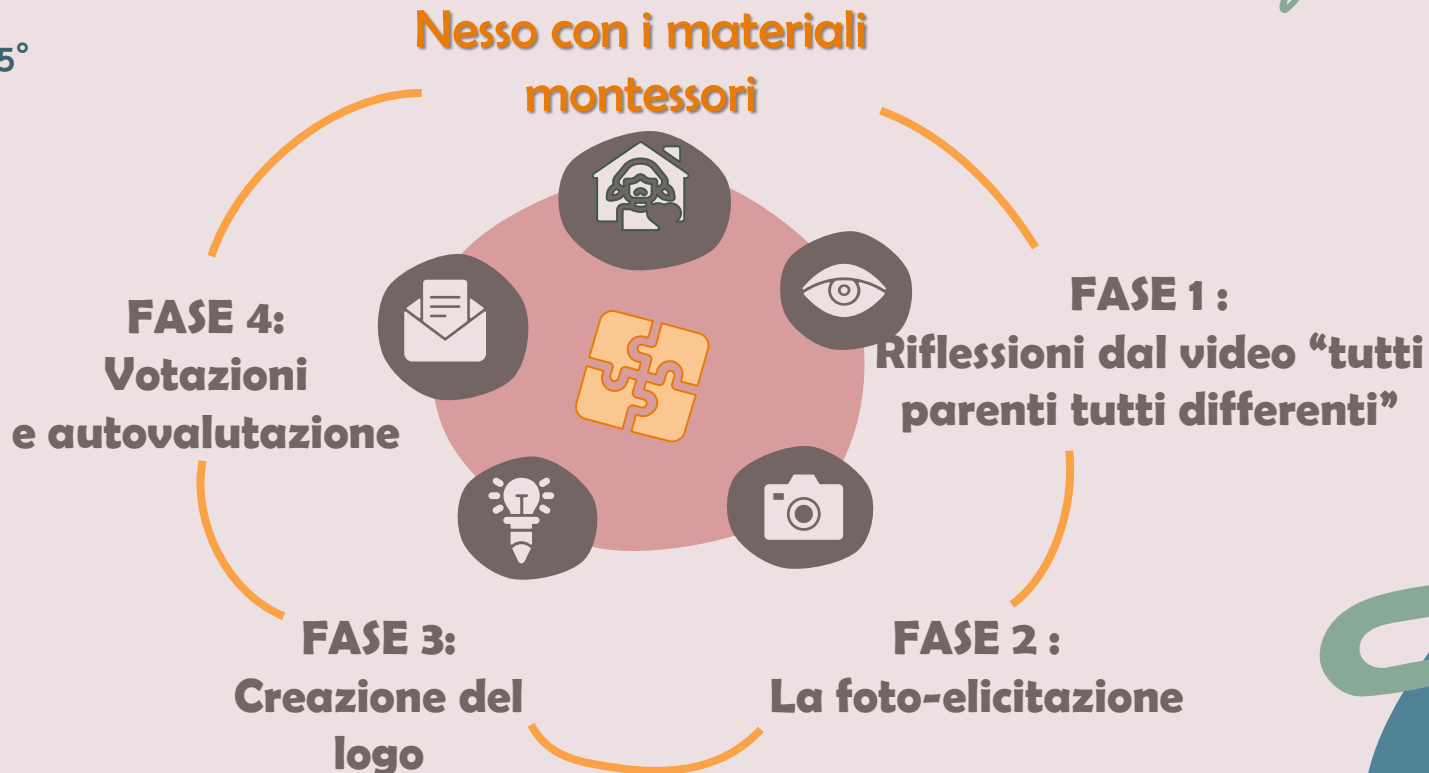 5°
Nesso con i materiali
montessori
FASE 1 :
Riflessioni dal video “tutti
parenti tutti differenti”
FASE 2 :
La foto-elicitazione
FASE 3:
Creazione del
logo
FASE 4:
Votazioni
e autovalutazione